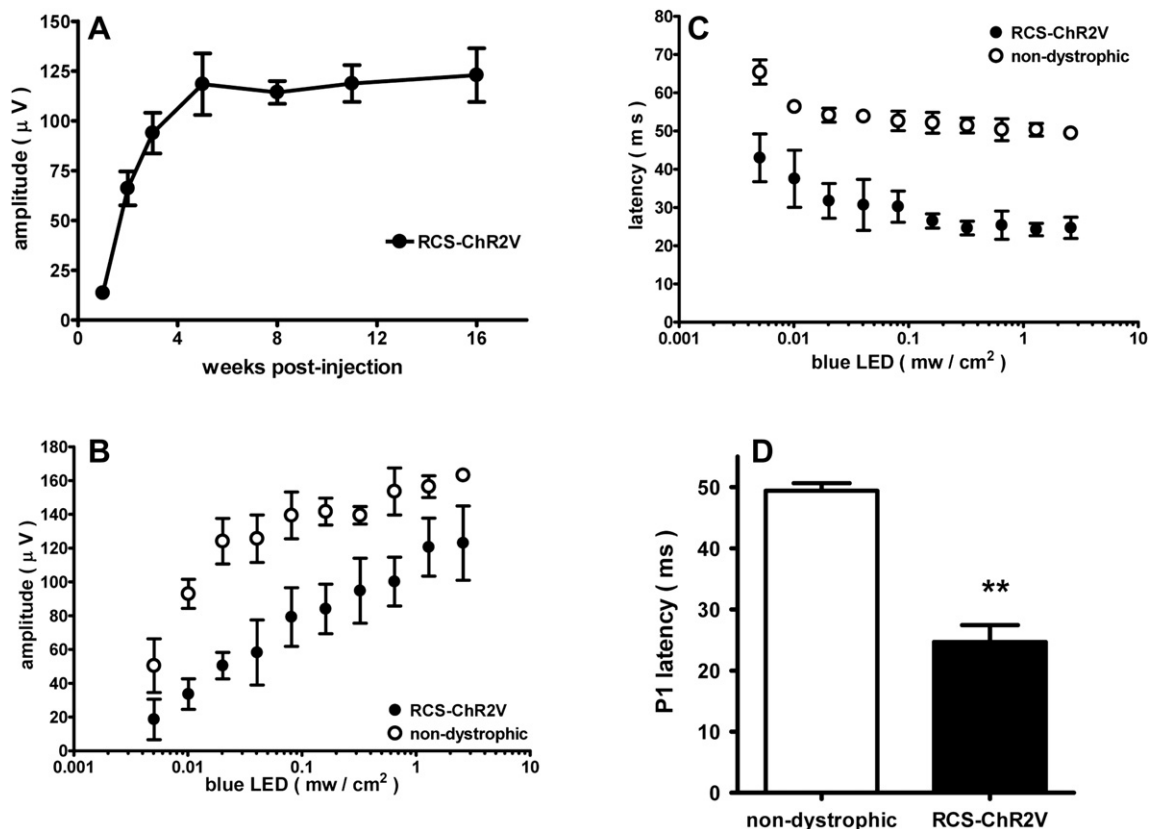 A
150
125
100
75
50
25
0
amplitude ( μ V )
RCS-ChR2V
0 4 8 12 16
weeks post-injection
C
RCS-ChR2V
non-dystrophic
80
70
60
50
40
30
20
10
0
latency ( m s )
0.001 0.01 0.1 1 10
blue LED ( mw / cm² )
B
180
160
140
120
100
80
60
40
20
0
amplitude ( μ V )
RCS-ChR2V
non-dystrophic
0.001 0.01 0.1 1 10
blue LED ( mw / cm² )
D
50
40
30
20
10
0
P1 latency ( ms )
**
non-dystrophic RCS-ChR2V